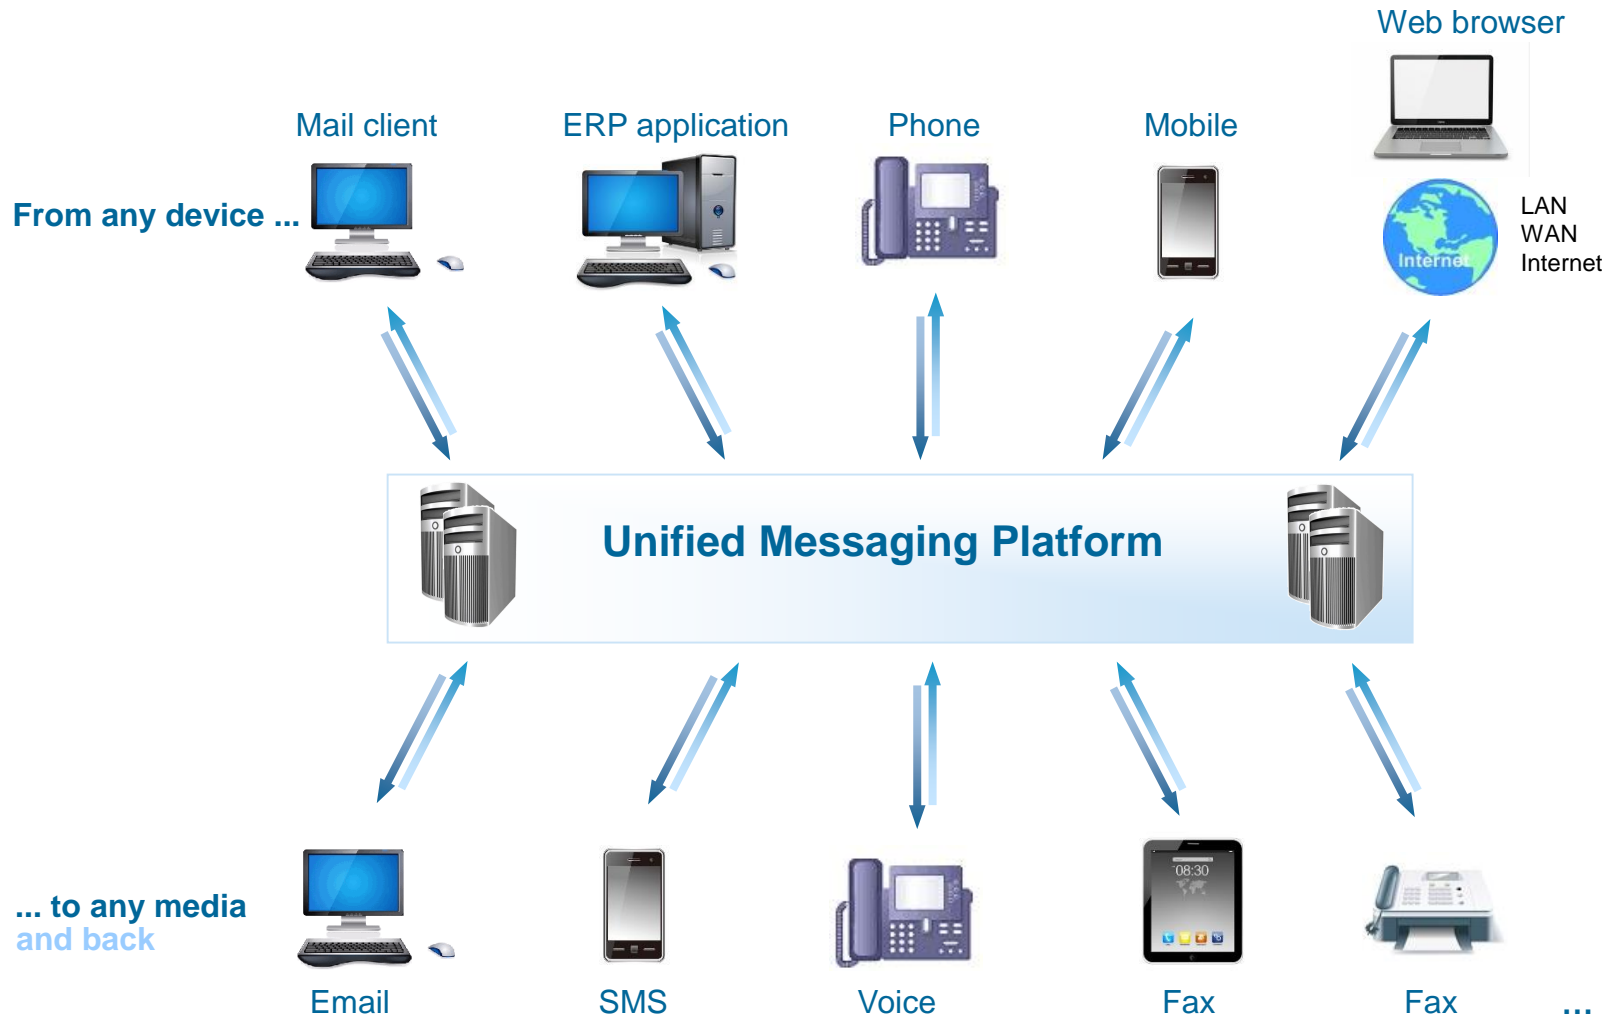 Web browser
Mail client
ERP application
Phone
Mobile
From any device ...
LAN
WAN
Internet
Internet
Unified Messaging Platform
08:30
... to any media
and back
Email
SMS
Voice
Fax
Fax
...